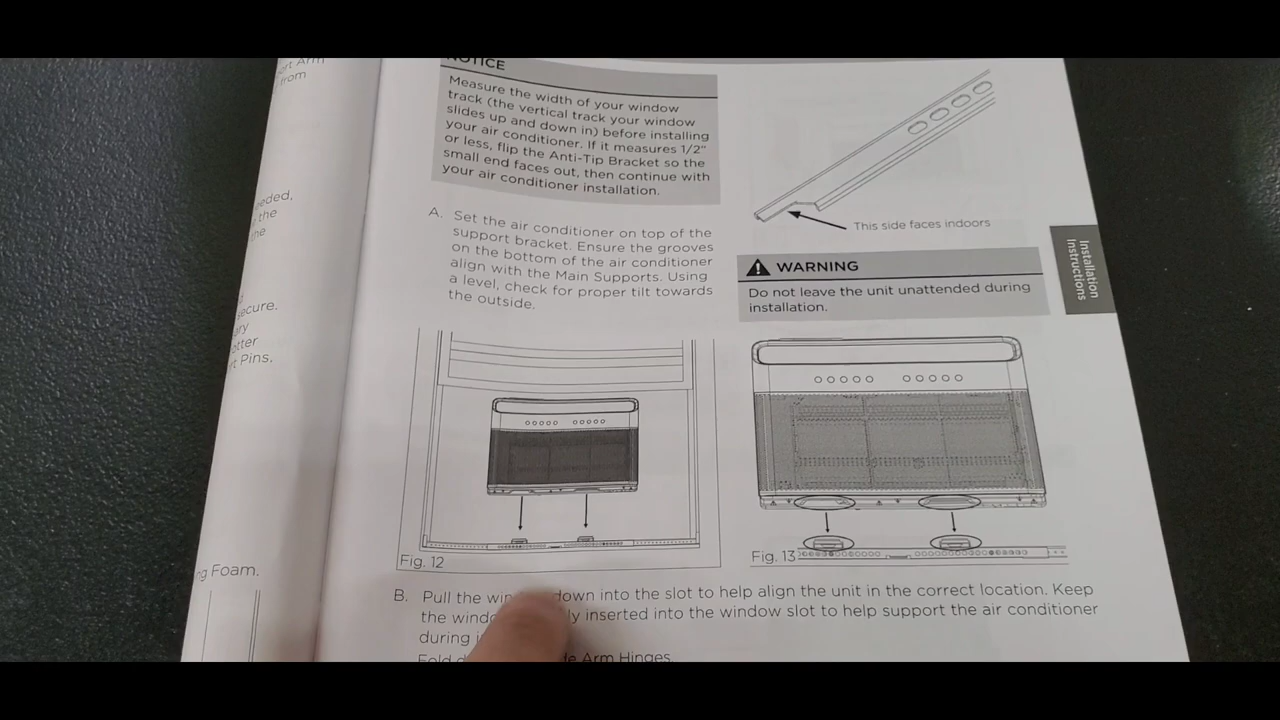 ort Arm
from
eeded,
the
the
secure.
ary
otter
t Pins.
ng Foam.
NOTICE
Measure the width of your window
track (the vertical track your window
slides up and down in) before installing
your air conditioner. If it measures 1/2"
or less, flip the Anti-Tip Bracket so the
small end faces out, then continue with
your air conditioner installation.
A. Set the air conditioner on top of the
support bracket. Ensure the grooves
on the bottom of the air conditioner
align with the Main Supports. Using
a level, check for proper tilt towards
the outside.
Fig. 12
This side faces indoors
WARNING
Do not leave the unit unattended during
installation.
Fig. 13
Installation
Instructions
B. Pull the win down into the slot to help align the unit in the correct location. Keep
the windo ly inserted into the window slot to help support the air conditioner
during i
Fold d e Arm Hinges.